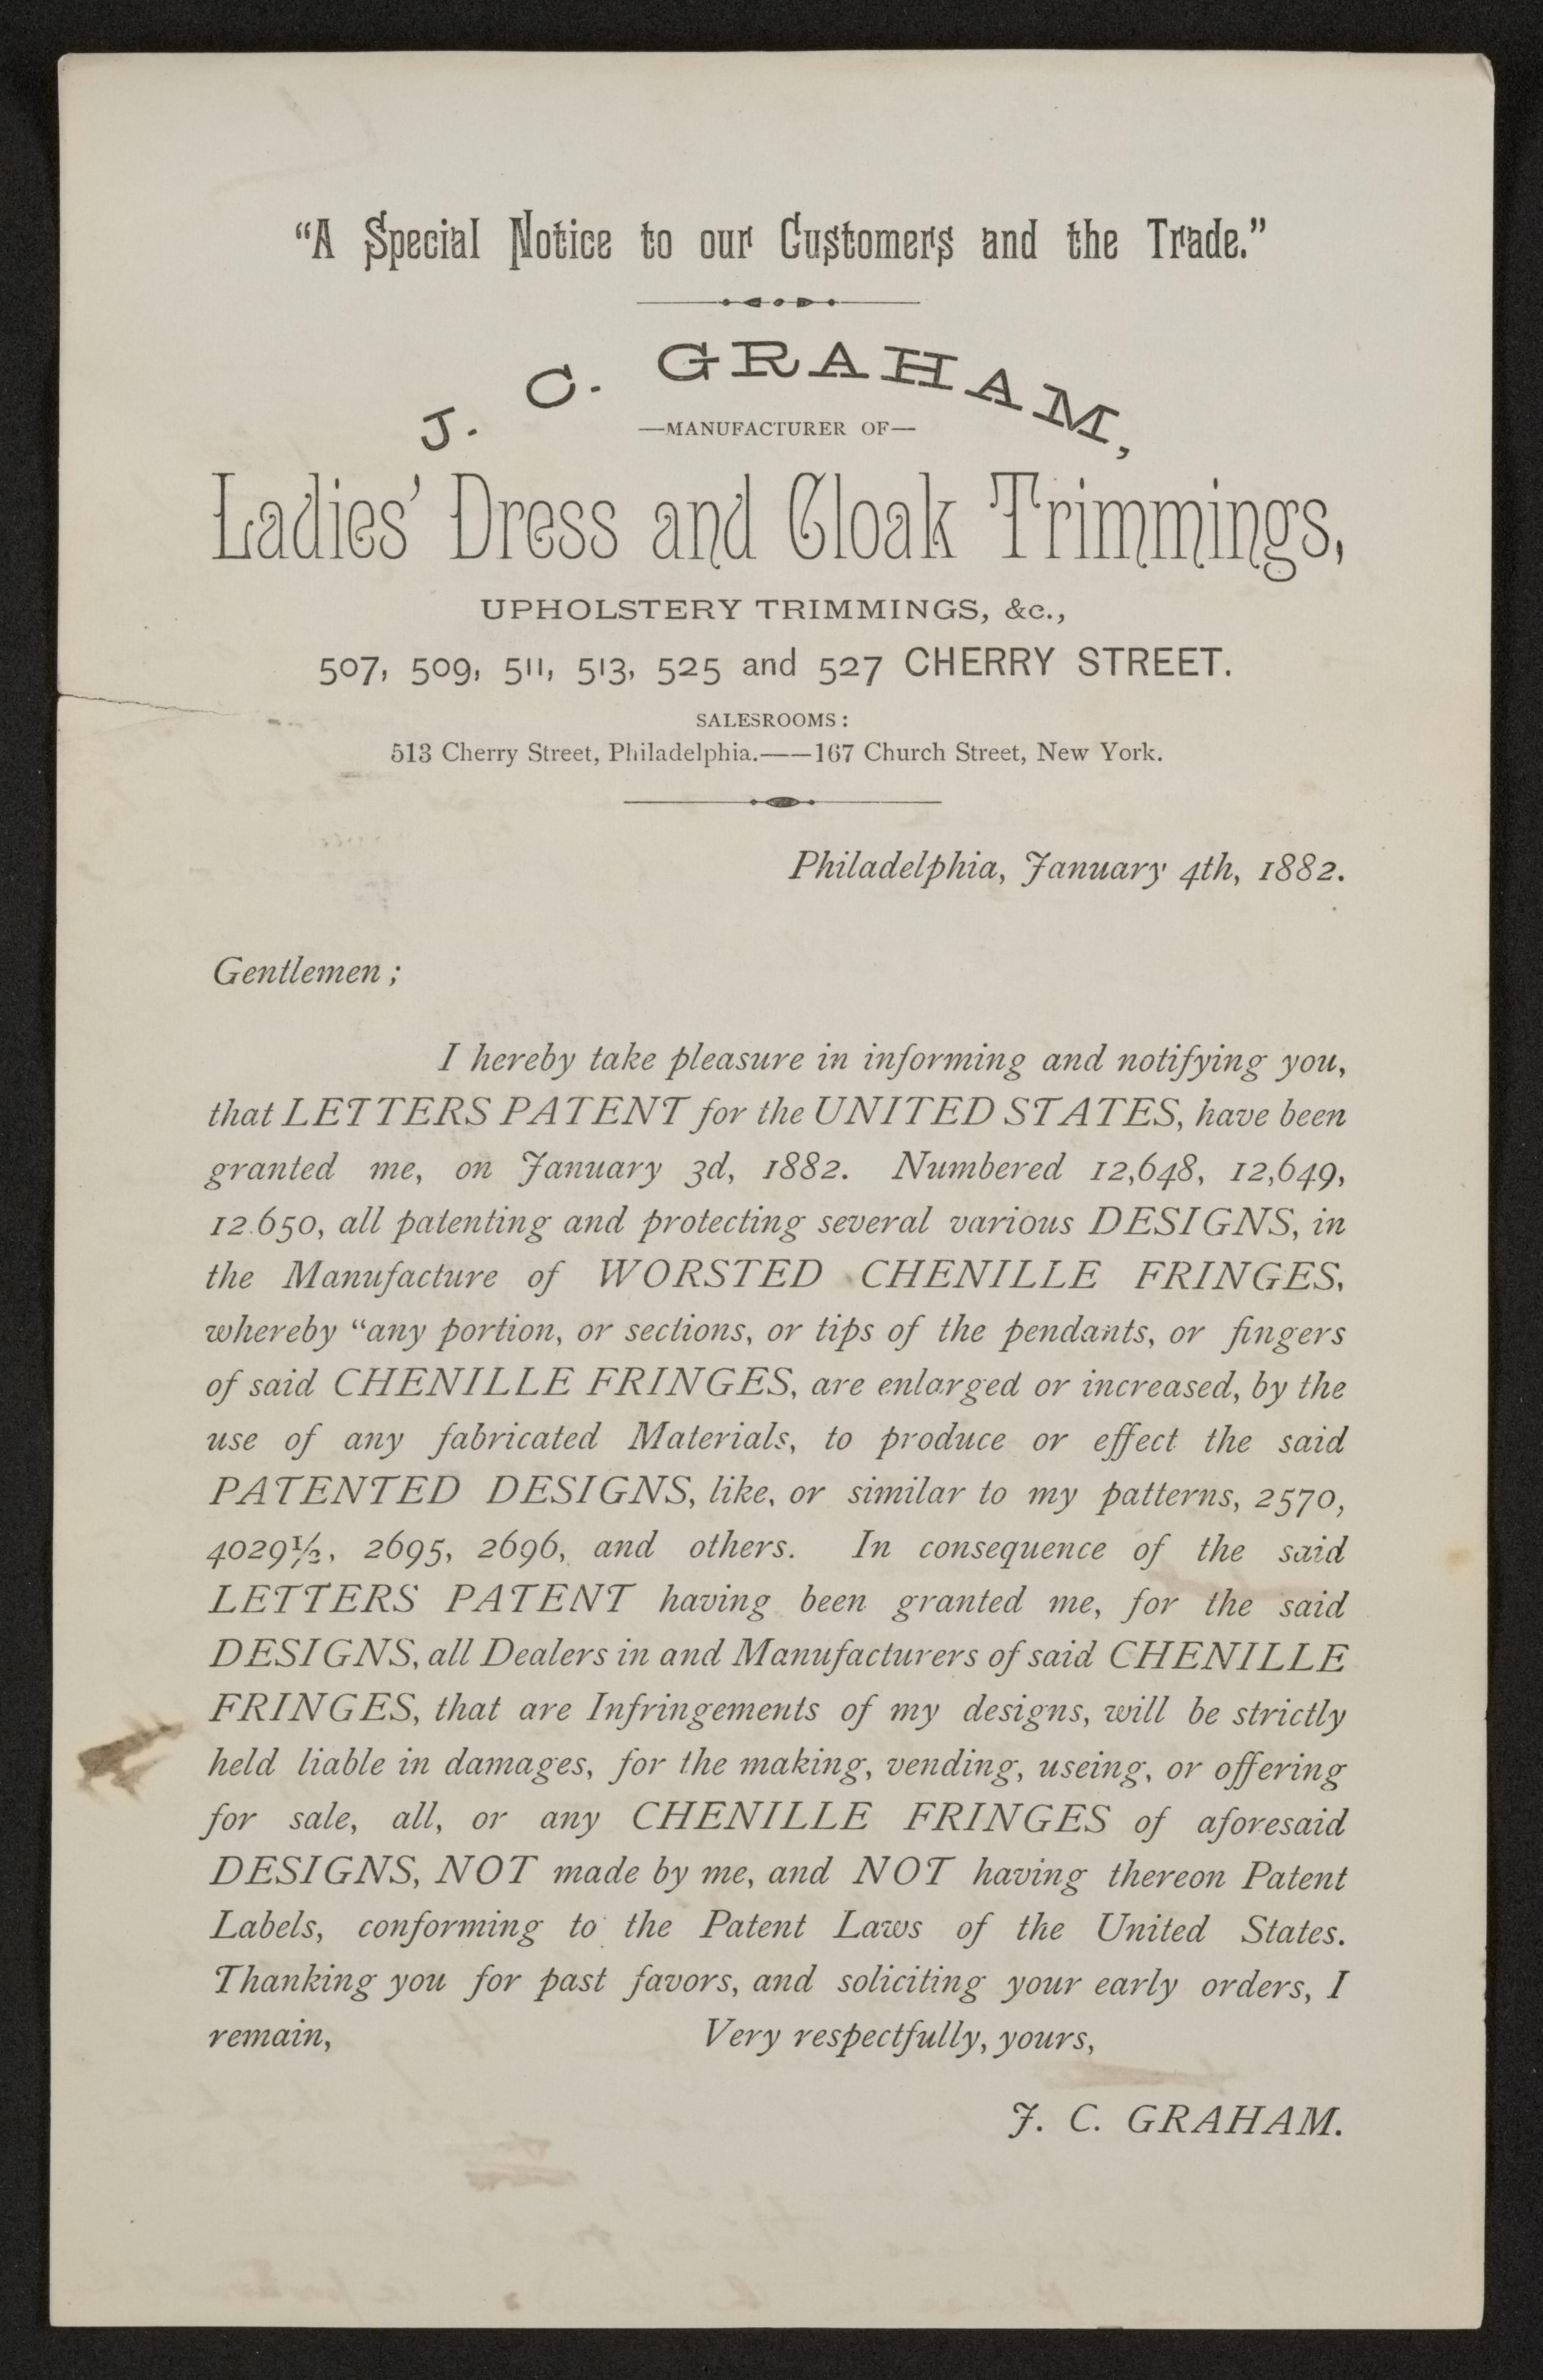 “A Special Notice to our Customers and the Trade.”
J. C. GRAHAM,
—MANUFACTURER OF—
Ladies’ Dress and Cloak Trimmings,
UPHOLSTERY TRIMMINGS, &c.,
507, 509, 511, 513, 525 and 527 CHERRY STREET.
SALESROOMS:
513 Cherry Street, Philadelphia.——167 Church Street, New York.
Philadelphia, January 4th, 1882.
Gentlemen;
I hereby take pleasure in informing and notifying you,
that LETTERS PATENT for the UNITED STATES, have been
granted me, on January 3d, 1882. Numbered 12,648, 12,649,
12.650, all patenting and protecting several various DESIGNS, in
the Manufacture of WORSTED CHENILLE FRINGES,
whereby “any portion, or sections, or tips of the pendants, or fingers
of said CHENILLE FRINGES, are enlarged or increased, by the
use of any fabricated Materials, to produce or effect the said
PATENTED DESIGNS, like, or similar to my patterns, 2570,
4029½, 2695, 2696, and others. In consequence of the said
LETTERS PATENT having been granted me, for the said
DESIGNS, all Dealers in and Manufacturers of said CHENILLE
FRINGES, that are Infringements of my designs, will be strictly
held liable in damages, for the making, vending, useing, or offering
for sale, all, or any CHENILLE FRINGES of aforesaid
DESIGNS, NOT made by me, and NOT having thereon Patent
Labels, conforming to the Patent Laws of the United States.
Thanking you for past favors, and soliciting your early orders, I
remain, Very respectfully, yours,
J. C. GRAHAM.